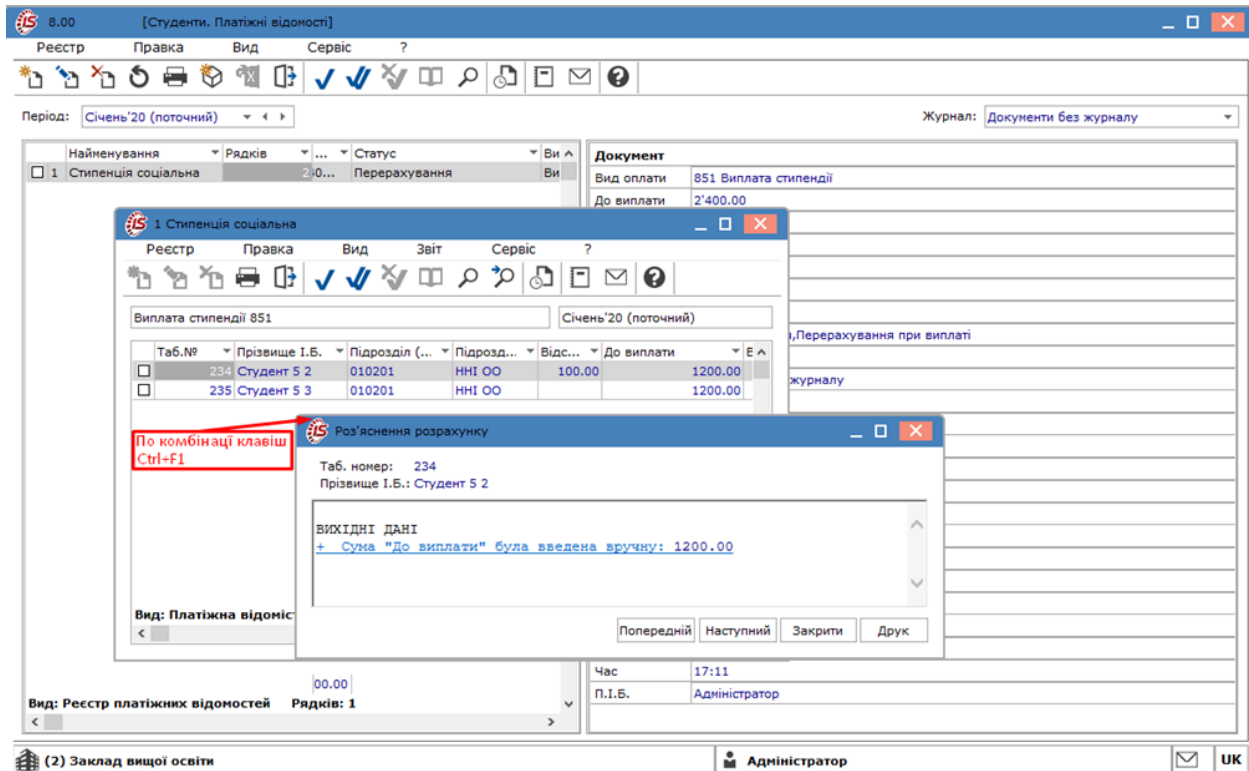 8.00 [Студенти. Платіжні відомості]
Реєстр Правка Вид Сервіс ?
Період: Січень'20 (поточний) Журнал: Документи без журналу
Найменування Рядків ... Статус Ви
1 Стипенція соціальна 2 40... Перерахування Ви
Документ
Вид оплати 851 Виплата стипендії
До виплати 2'400.00
1 Стипенція соціальна
Реєстр Правка Вид Звіт Сервіс ?
Виплата стипендії 851 Січень'20 (поточний)
,Перерахування при виплаті
Таб.№ Прізвище І.Б. Підрозділ (... Підрозд... Відс... До виплати
234 Студент 5 2 010201 ННІ ОО 100.00 1200.00
журналу
235 Студент 5 3 010201 ННІ ОО 1200.00
По комбінації клавіш
Ctrl+F1
Роз'яснення розрахунку
Таб. номер: 234
Прізвище І.Б.: Студент 5 2
ВИХІДНІ ДАНІ
+ Сума "До виплати" була введена вручну: 1200.00
Вид: Платіжна відоміс
Попередній Наступний Закрити Друк
Час 17:11
00.00
П.І.Б. Адміністратор
Вид: Реєстр платіжних відомостей Рядків: 1
(2) Заклад вищої освіти Адміністратор UK